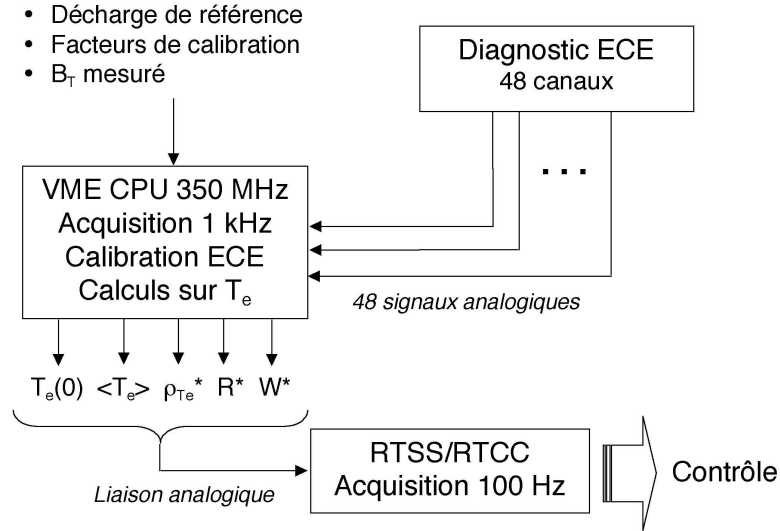 • Décharge de référence
• Facteurs de calibration
• B_T mesuré
Diagnostic ECE
48 canaux
...
VME CPU 350 MHz
Acquisition 1 kHz
Calibration ECE
Calculs sur T_e
48 signaux analogiques
T_e(0) <T_e> ρ_Te* R* W*
RTSS/RTCC
Acquisition 100 Hz
Contrôle
Liaison analogique